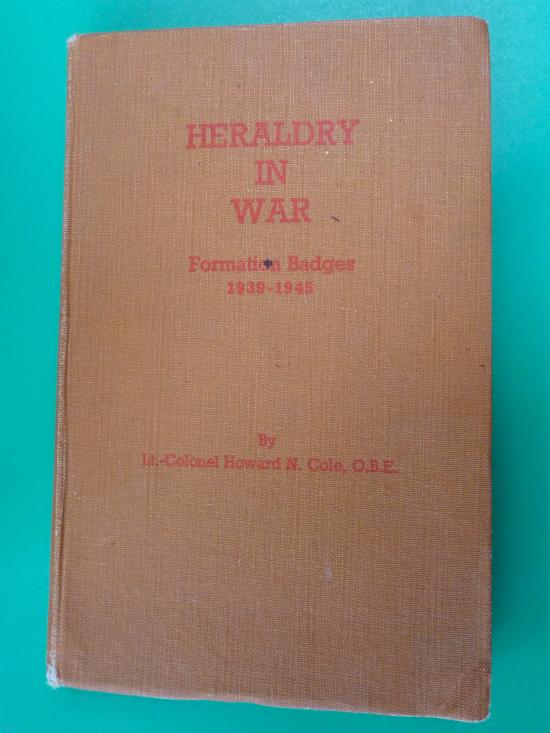 HERALDRY
IN
WAR
Formation Badges
1939-1945
By
Lt.-Colonel Howard N. Cole, O.B.E.